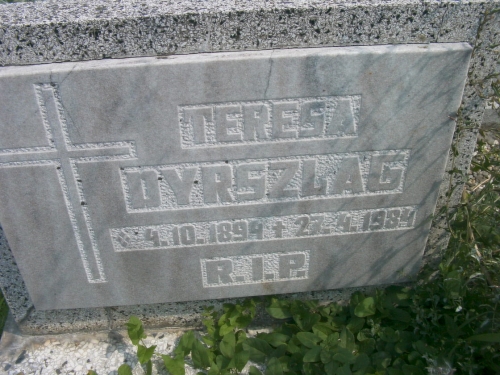 TERESA
DYRSZLAG
* 4.10.1894 + 27.4.1984
R.I.P.